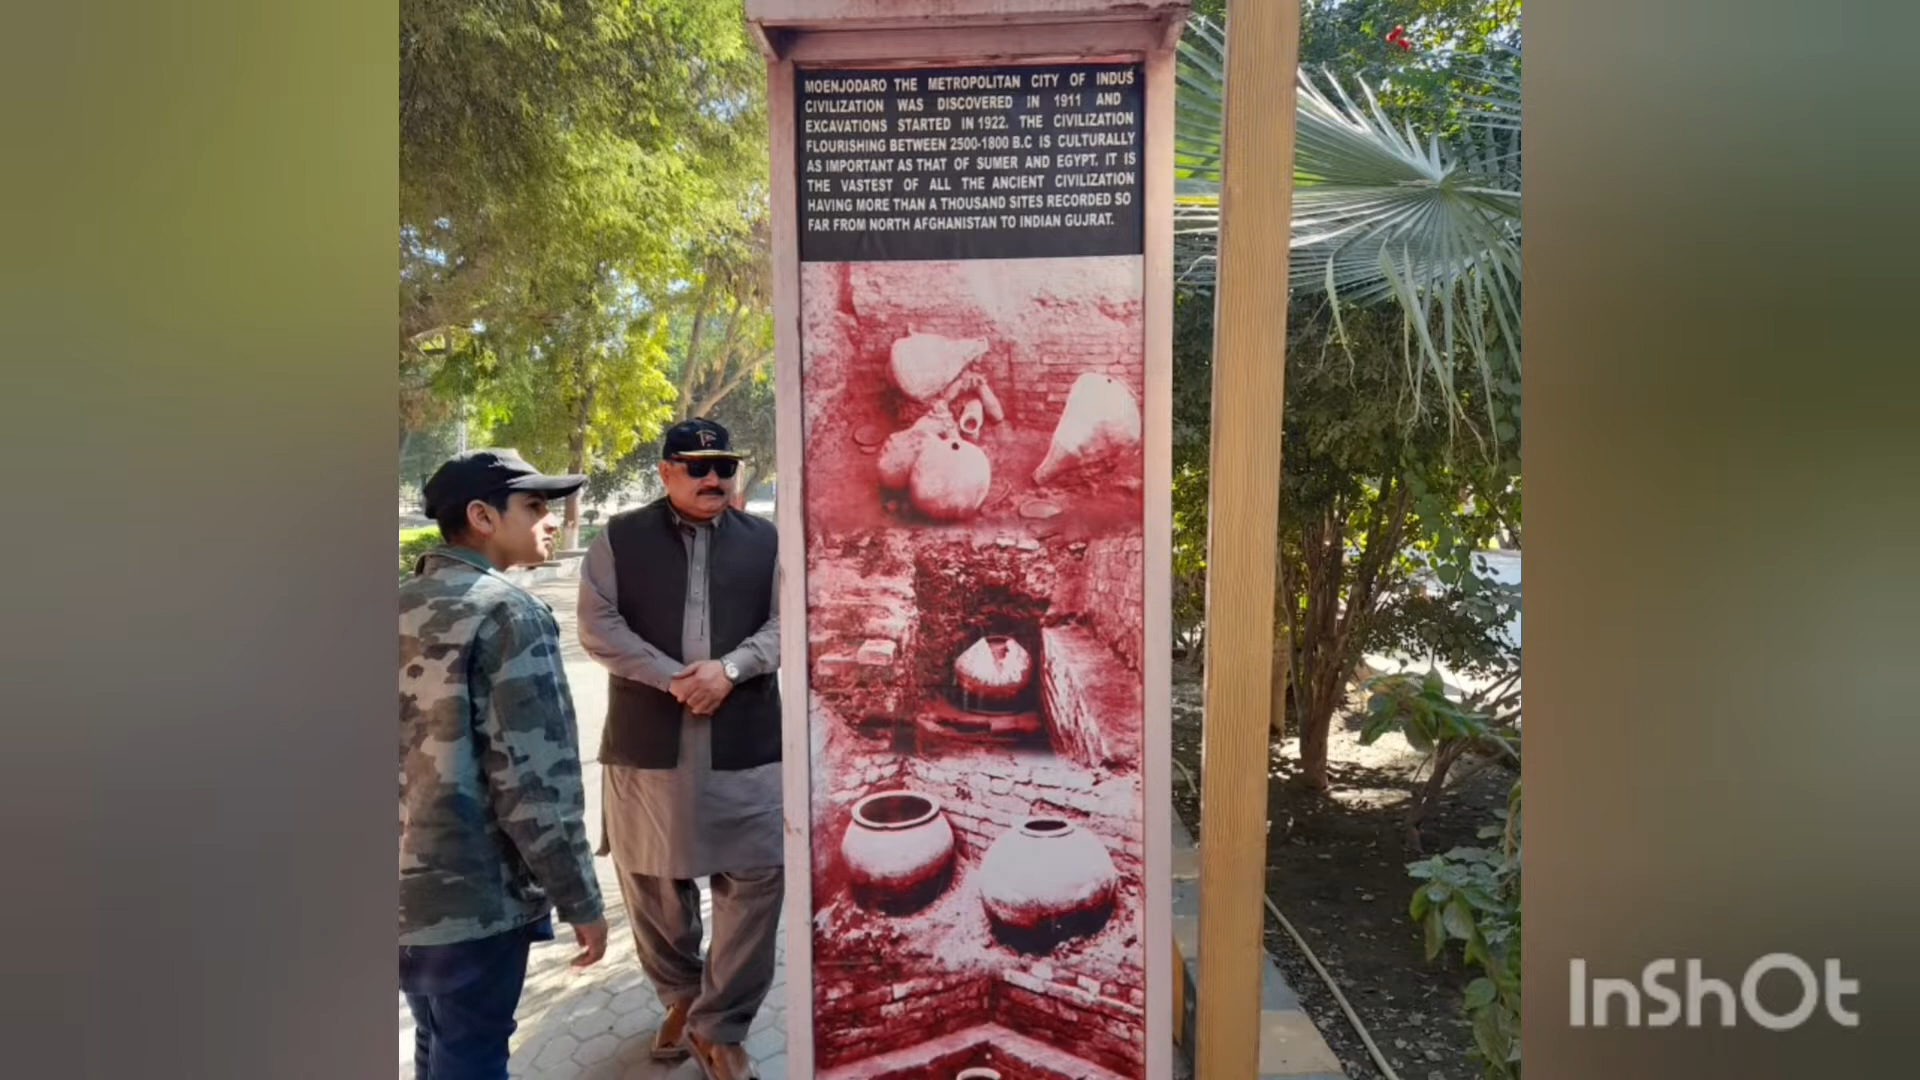 MOENJODARO THE METROPOLITAN CITY OF INDUS
CIVILIZATION WAS DISCOVERED IN 1911 AND
EXCAVATIONS STARTED IN 1922. THE CIVILIZATION
FLOURISHING BETWEEN 2500-1800 B.C IS CULTURALLY
AS IMPORTANT AS THAT OF SUMER AND EGYPT. IT IS
THE VASTEST OF ALL THE ANCIENT CIVILIZATION
HAVING MORE THAN A THOUSAND SITES RECORDED SO
FAR FROM NORTH AFGHANISTAN TO INDIAN GUJRAT.
InShOt